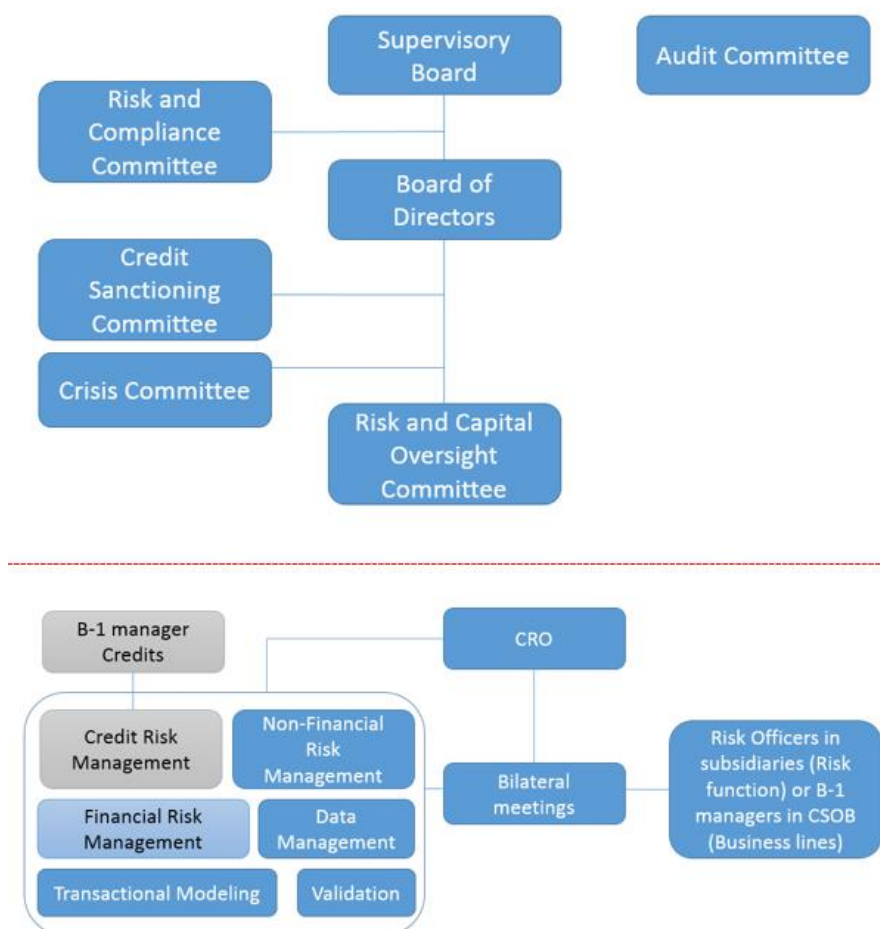 Supervisory
Board
Audit Committee
Risk and
Compliance
Committee
Board of
Directors
Credit
Sanctioning
Committee
Crisis Committee
Risk and Capital
Oversight
Committee
B-1 manager
Credits
CRO
Credit Risk
Management
Non-Financial
Risk
Management
Financial Risk
Management
Data
Management
Transactional Modeling
Validation
Bilateral
meetings
Risk Officers in
subsidiaries (Risk
function) or B-1
managers in CSOB
(Business lines)